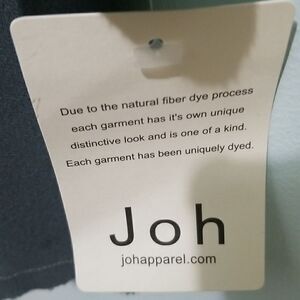 Due to the natural fiber dye process
each garment has it's own unique
distinctive look and is one of a kind.
Each garment has been uniquely dyed.
Joh
johapparel.com